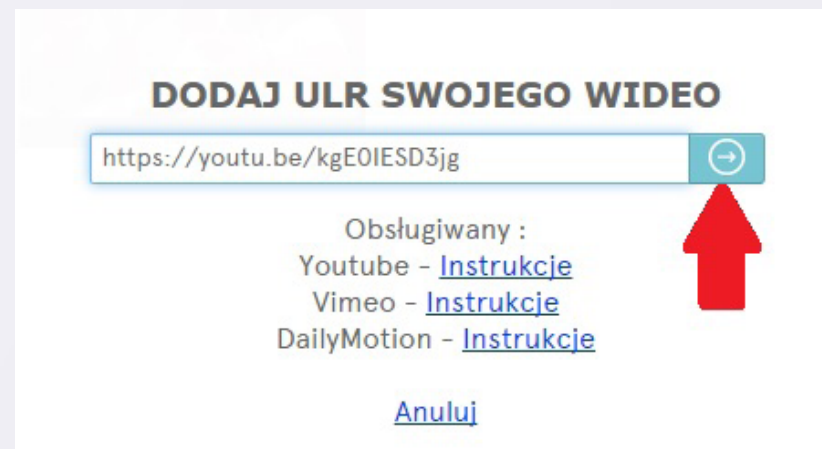 DODAJ ULR SWOJEGO WIDEO
https://youtu.be/kgE0IESD3jg
Obsługiwany :
Youtube - Instrukcje
Vimeo - Instrukcje
DailyMotion - Instrukcje
Anuluj